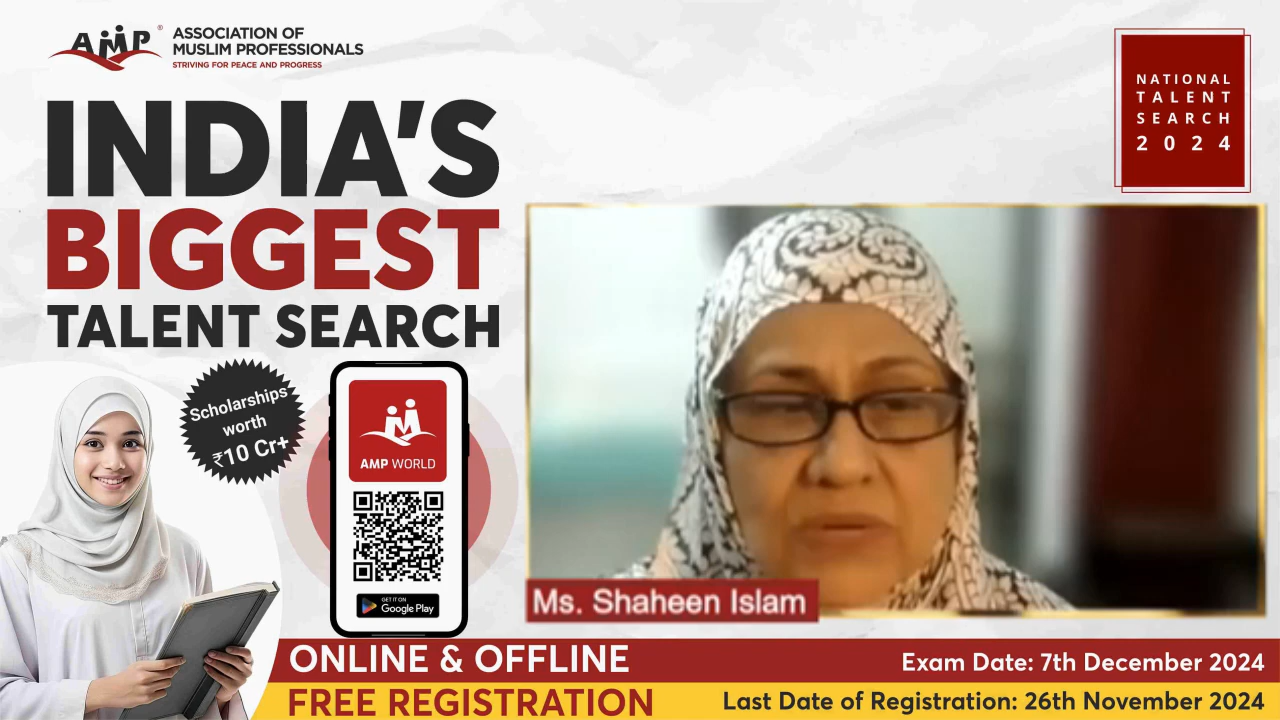 AMP®
ASSOCIATION OF
MUSLIM PROFESSIONALS
STRIVING FOR PEACE AND PROGRESS
NATIONAL
TALENT
SEARCH
2024
INDIA'S
BIGGEST
TALENT SEARCH
Scholarships
worth
₹10 Cr+
AMP WORLD
GET IT ON
Google Play
Ms. Shaheen Islam
ONLINE & OFFLINE
FREE REGISTRATION
Exam Date: 7th December 2024
Last Date of Registration: 26th November 2024